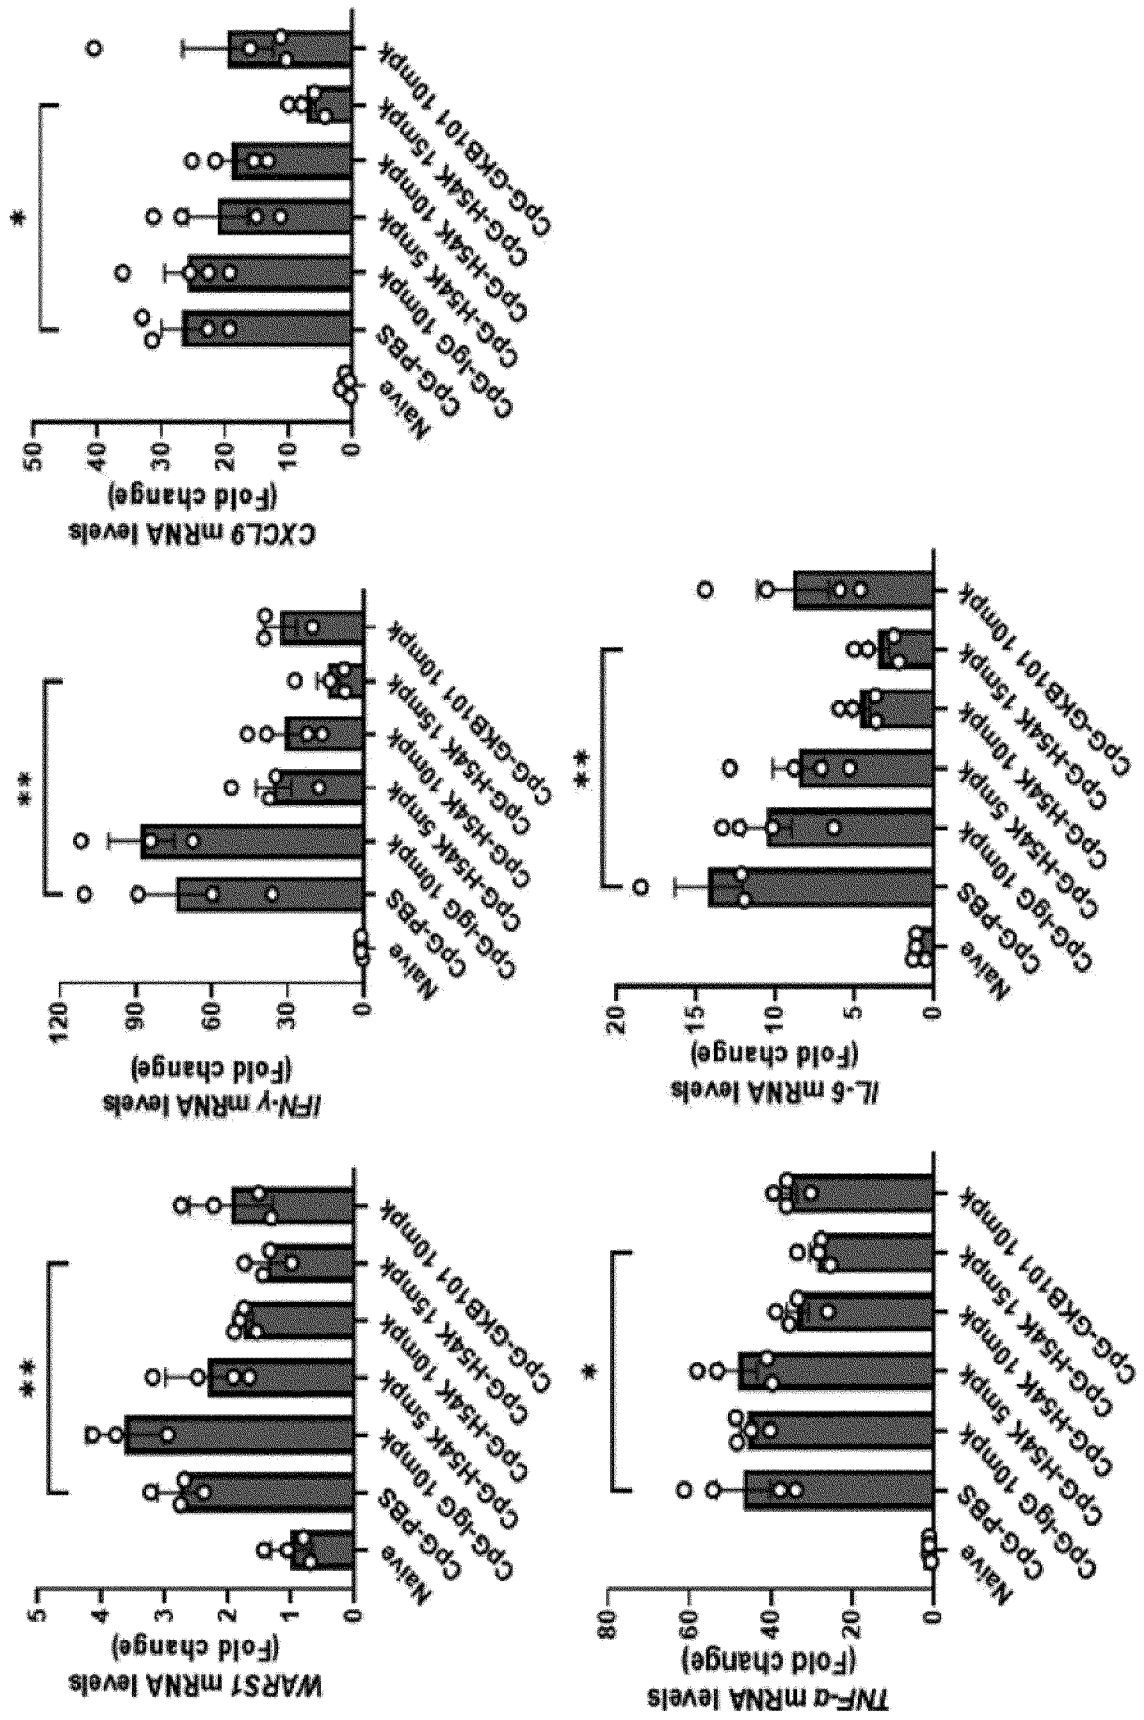 WARS1 mRNA levels
(Fold change)
5
4
3
2
1
0
**
Naive
CpG-PBS
CpG-IgG 10mpk
CpG-H54K 5mpk
CpG-H54K 10mpk
CpG-H54K 15mpk
CpG-GKB101 10mpk
IFN-γ mRNA levels
(Fold change)
120
90
60
30
0
**
Naive
CpG-PBS
CpG-IgG 10mpk
CpG-H54K 5mpk
CpG-H54K 10mpk
CpG-H54K 15mpk
CpG-GKB101 10mpk
CXCL9 mRNA levels
(Fold change)
50
40
30
20
10
0
*
Naive
CpG-PBS
CpG-IgG 10mpk
CpG-H54K 5mpk
CpG-H54K 10mpk
CpG-H54K 15mpk
CpG-GKB101 10mpk
TNF-α mRNA levels
(Fold change)
80
60
40
20
0
*
Naive
CpG-PBS
CpG-IgG 10mpk
CpG-H54K 5mpk
CpG-H54K 10mpk
CpG-H54K 15mpk
CpG-GKB101 10mpk
IL-6 mRNA levels
(Fold change)
20
15
10
5
0
**
Naive
CpG-PBS
CpG-IgG 10mpk
CpG-H54K 5mpk
CpG-H54K 10mpk
CpG-H54K 15mpk
CpG-GKB101 10mpk